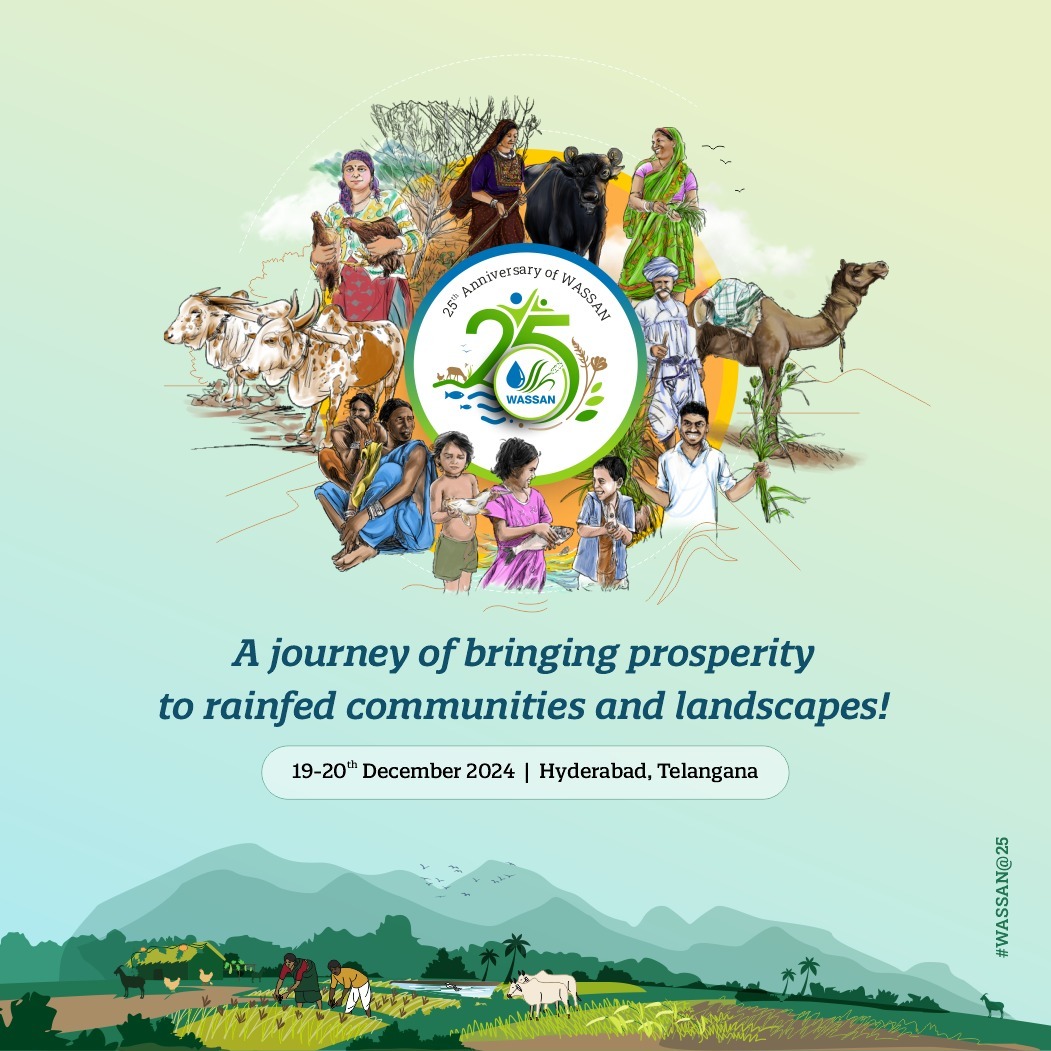 25th Anniversary of WASSAN
25
WASSAN
A journey of bringing prosperity
to rainfed communities and landscapes!
19-20th December 2024 | Hyderabad, Telangana
#WASSAN@25